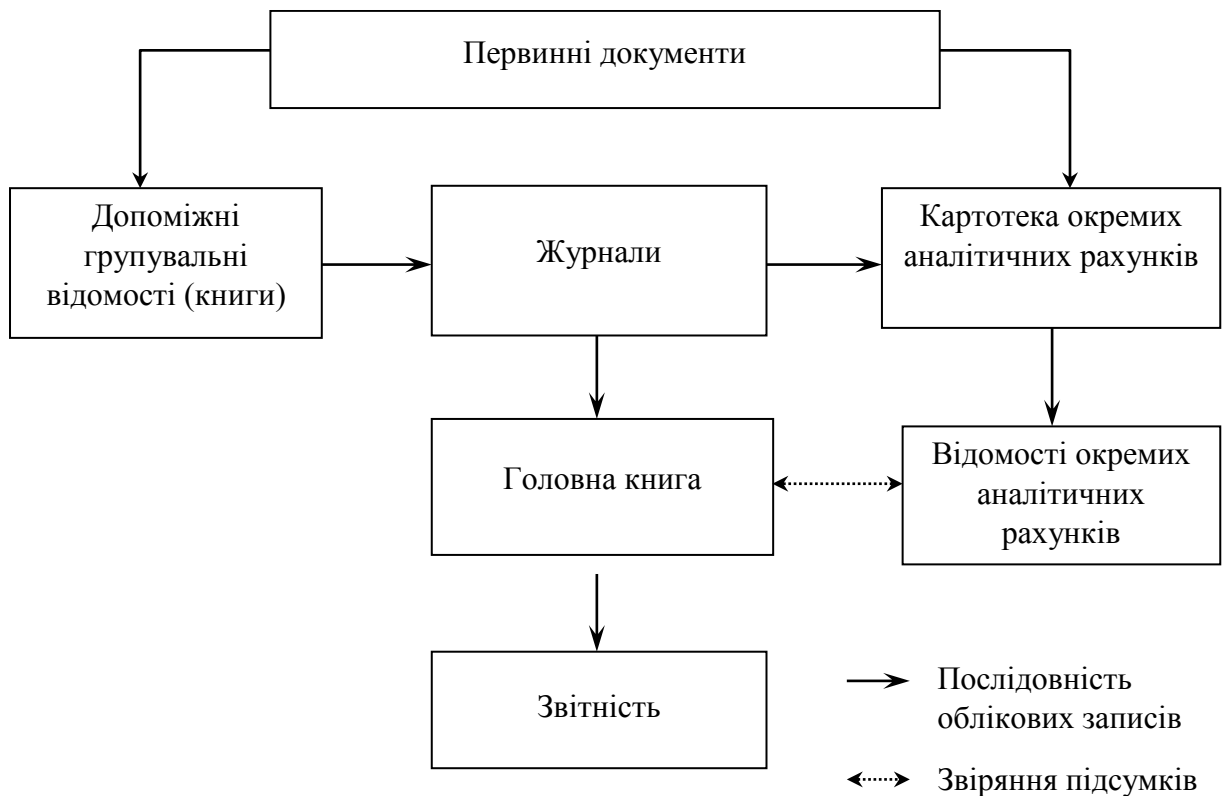 Первинні документи
Допоміжні
групувальні
відомості (книги)
Журнали
Картотека окремих
аналітичних рахунків
Головна книга
Відомості окремих
аналітичних
рахунків
Звітність
Послідовність
облікових записів
Звіряння підсумків